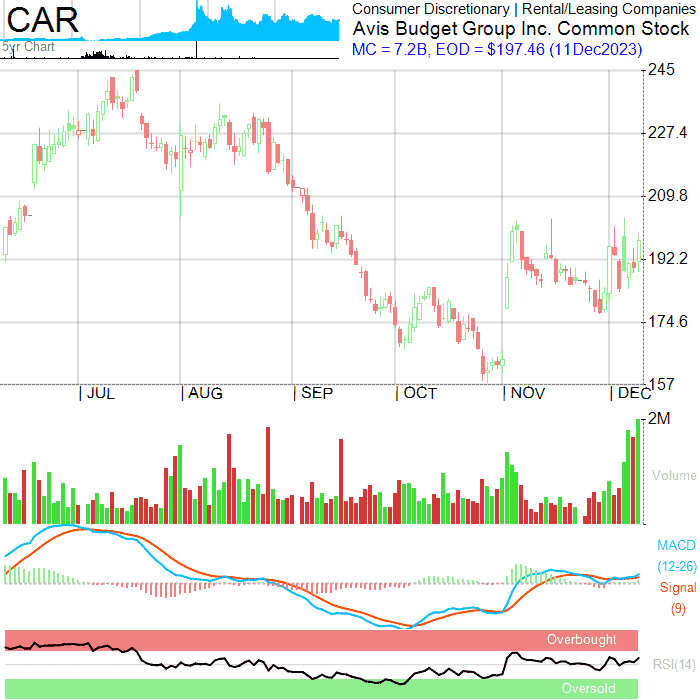 CAR
5yr Chart
Consumer Discretionary | Rental/Leasing Companies
Avis Budget Group Inc. Common Stock
MC = 7.2B, EOD = $197.46 (11Dec2023)
245
227.4
209.8
192.2
174.6
157
|JUL |AUG |SEP |OCT |NOV |DEC
2M
Volume
MACD
(12-26)
Signal
(9)
Overbought
RSI(14)
Oversold